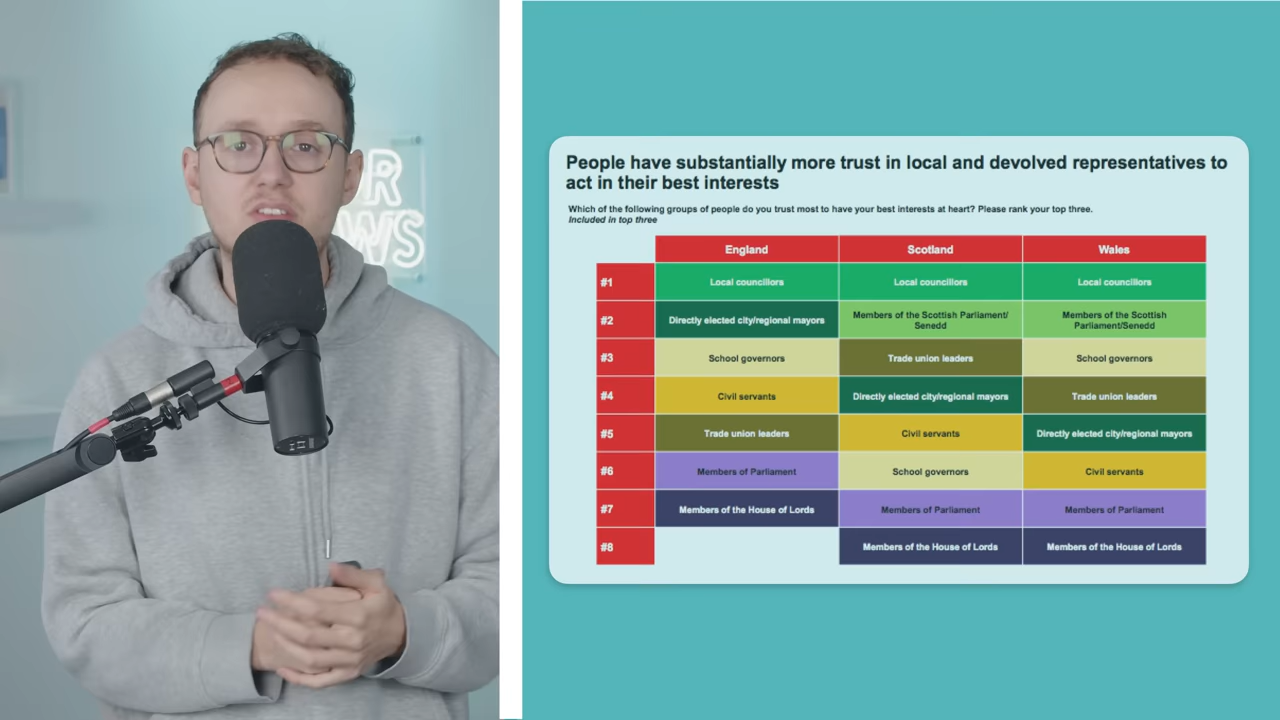 People have substantially more trust in local and devolved representatives to
act in their best interests
Which of the following groups of people do you trust most to have your best interests at heart? Please rank your top three.
Included in top three
England Scotland Wales
#1 Local councillors Local councillors Local councillors
#2 Directly elected city/regional mayors Members of the Scottish Parliament/ Senedd Members of the Scottish Parliament/Senedd
#3 School governors Trade union leaders School governors
#4 Civil servants Directly elected city/regional mayors Trade union leaders
#5 Trade union leaders Civil servants Directly elected city/regional mayors
#6 Members of Parliament School governors Civil servants
#7 Members of the House of Lords Members of Parliament Members of Parliament
#8 Members of the House of Lords Members of the House of Lords